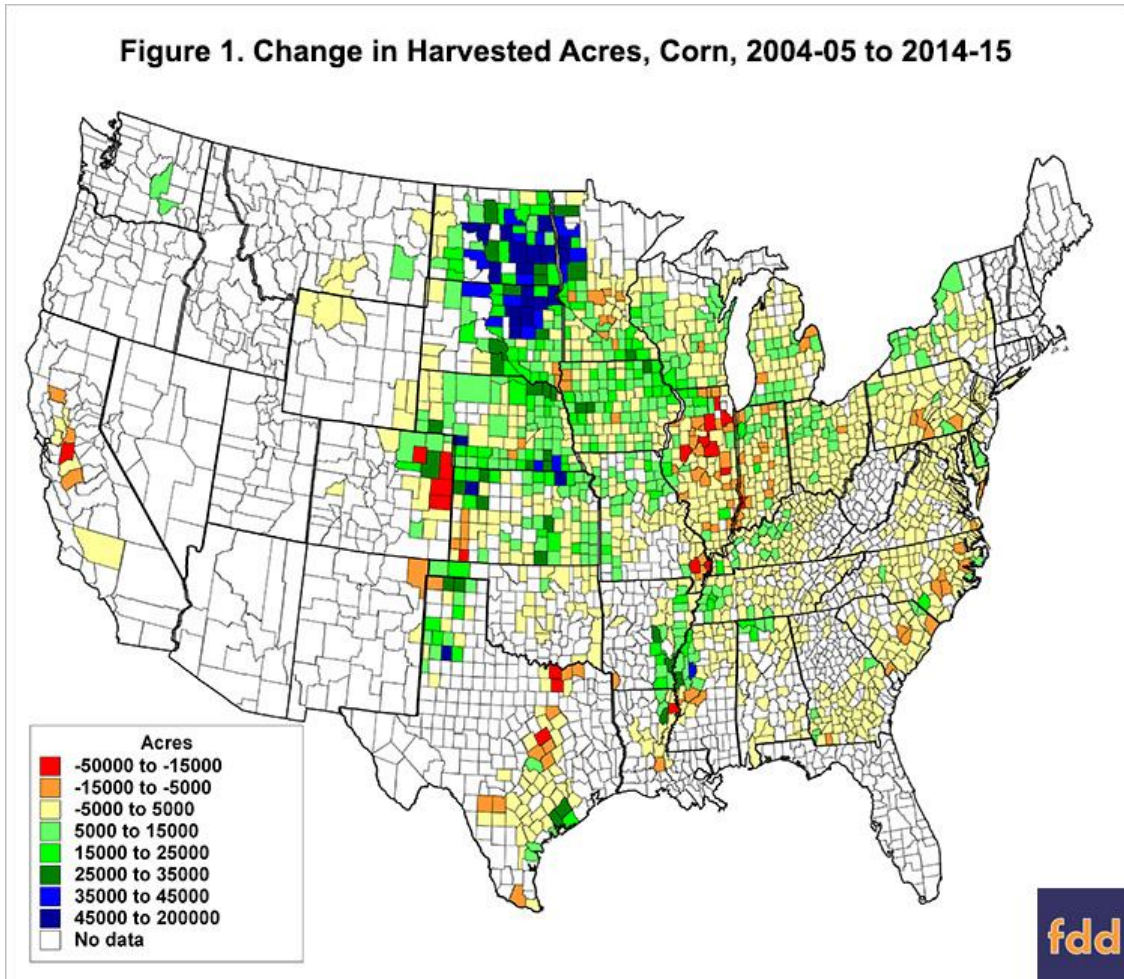 Figure 1. Change in Harvested Acres, Corn, 2004-05 to 2014-15
Acres
-50000 to -15000
-15000 to -5000
-5000 to 5000
5000 to 15000
15000 to 25000
25000 to 35000
35000 to 45000
45000 to 200000
No data
fdd